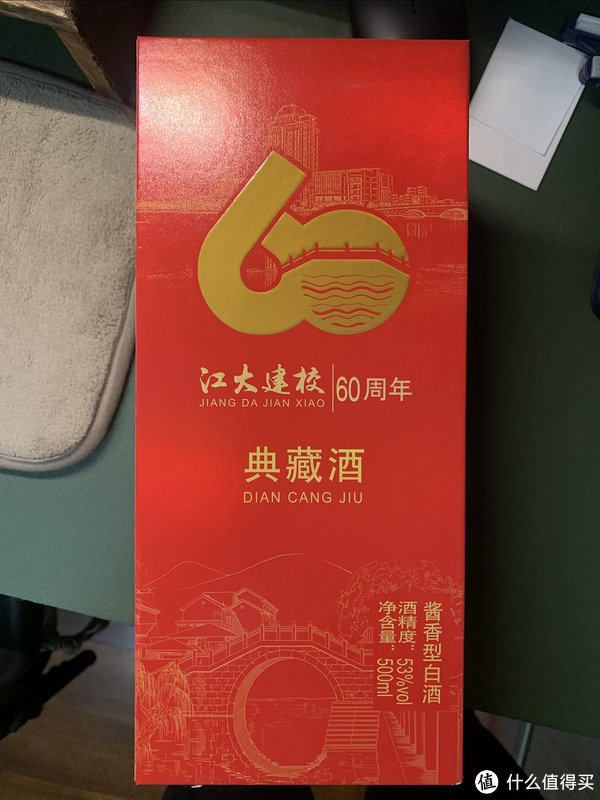 60
江大建校
JIANG DA JIAN XIAO
60周年
典藏酒
DIAN CANG JIU
酱香型白酒
酒精度：53%vol
净含量：500ml
值 什么值得买